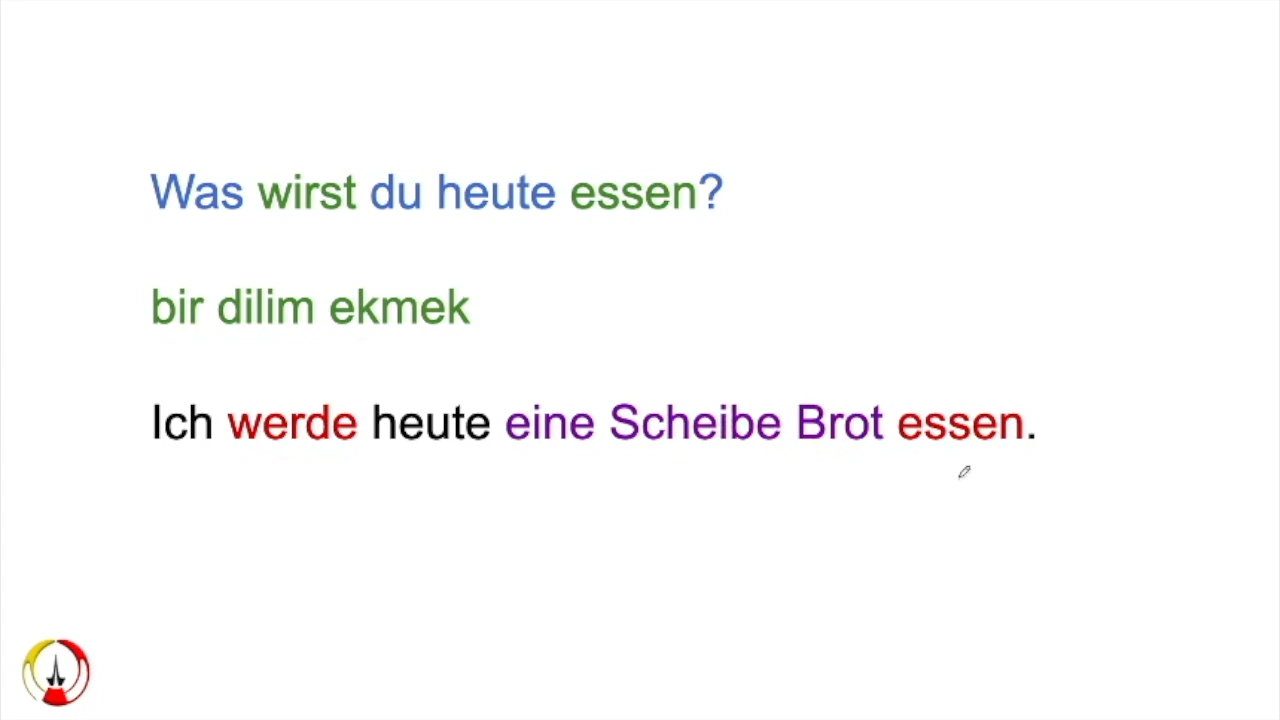 Was wirst du heute essen?
bir dilim ekmek
Ich werde heute eine Scheibe Brot essen.